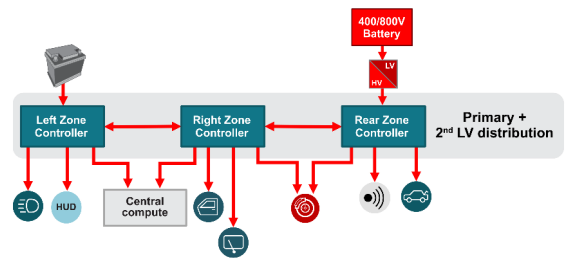 400/800V
Battery
LV
HV
Left Zone
Controller
Right Zone
Controller
Rear Zone
Controller
Primary +
2nd LV distribution
HUD
Central
compute